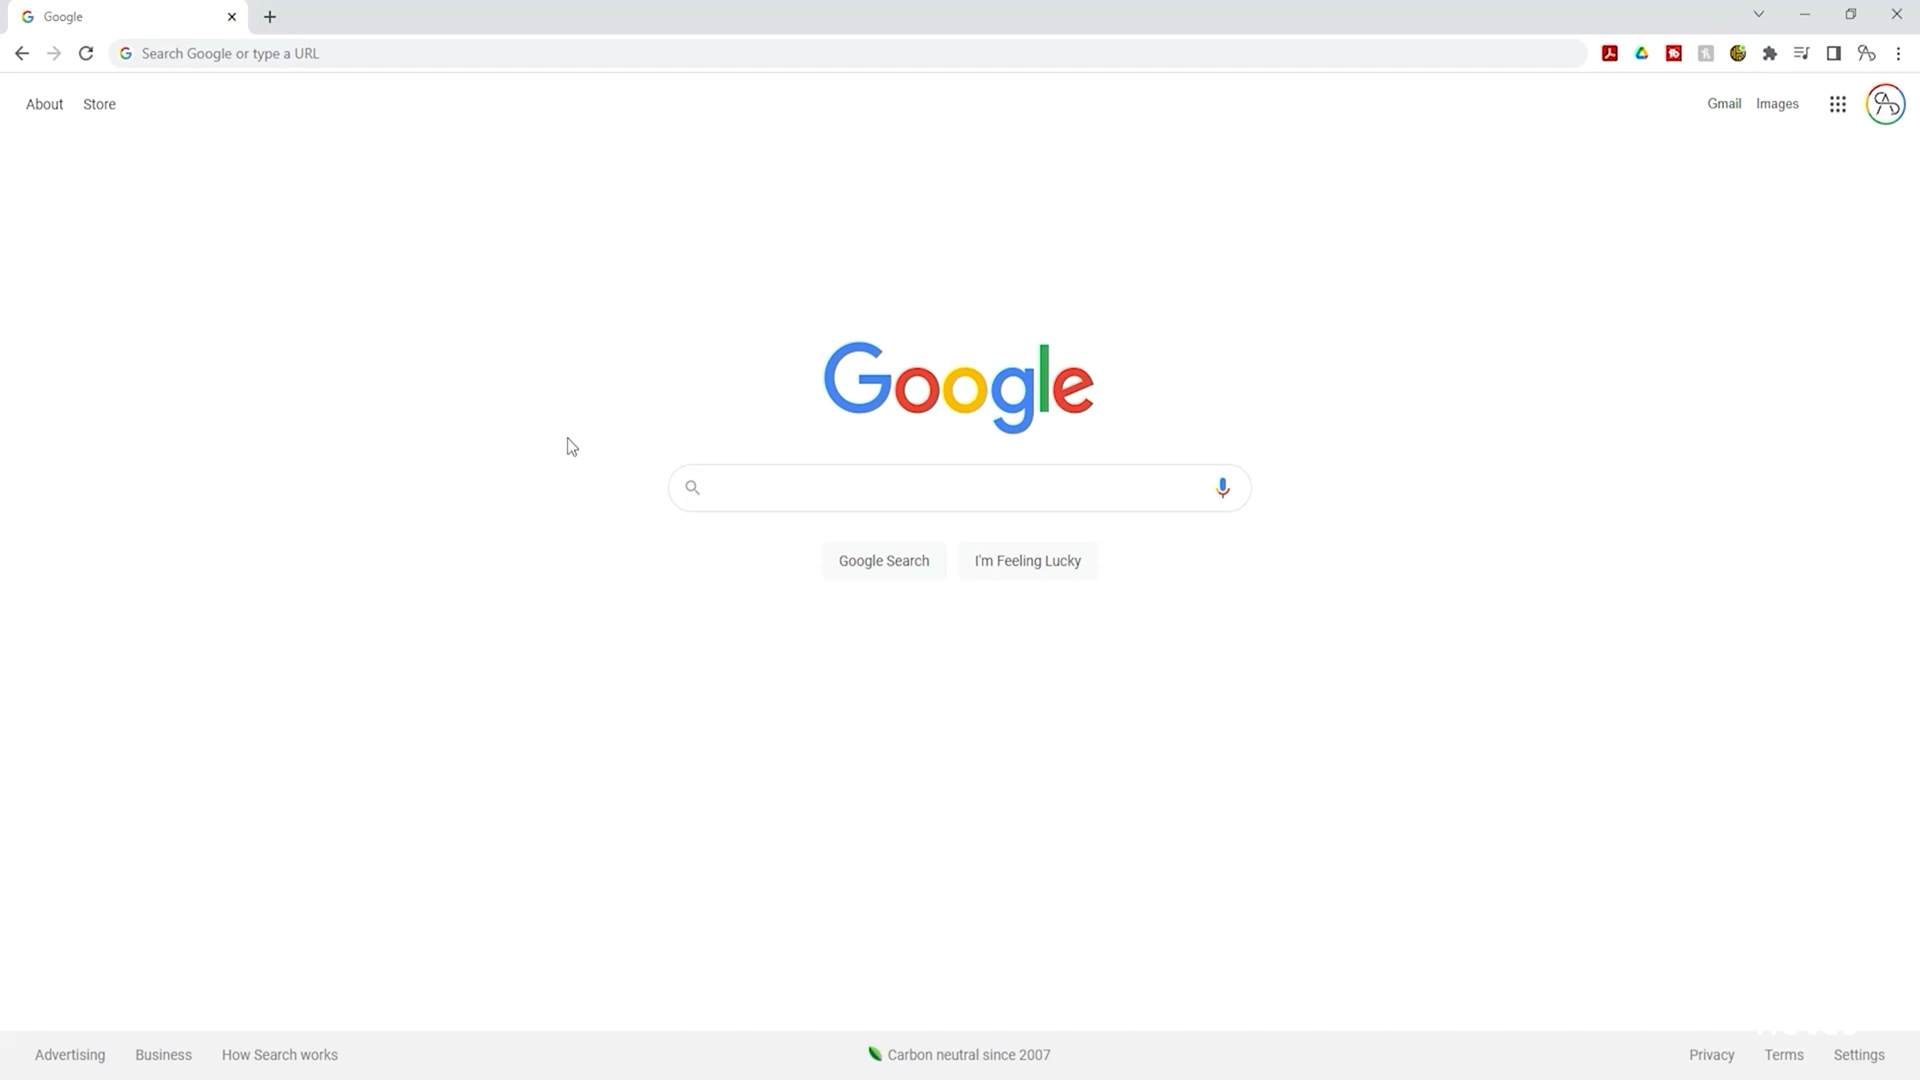 Google
Search Google or type a URL
About Store
Gmail Images
Google
Google Search I'm Feeling Lucky
Advertising Business How Search works
Carbon neutral since 2007
Privacy Terms Settings